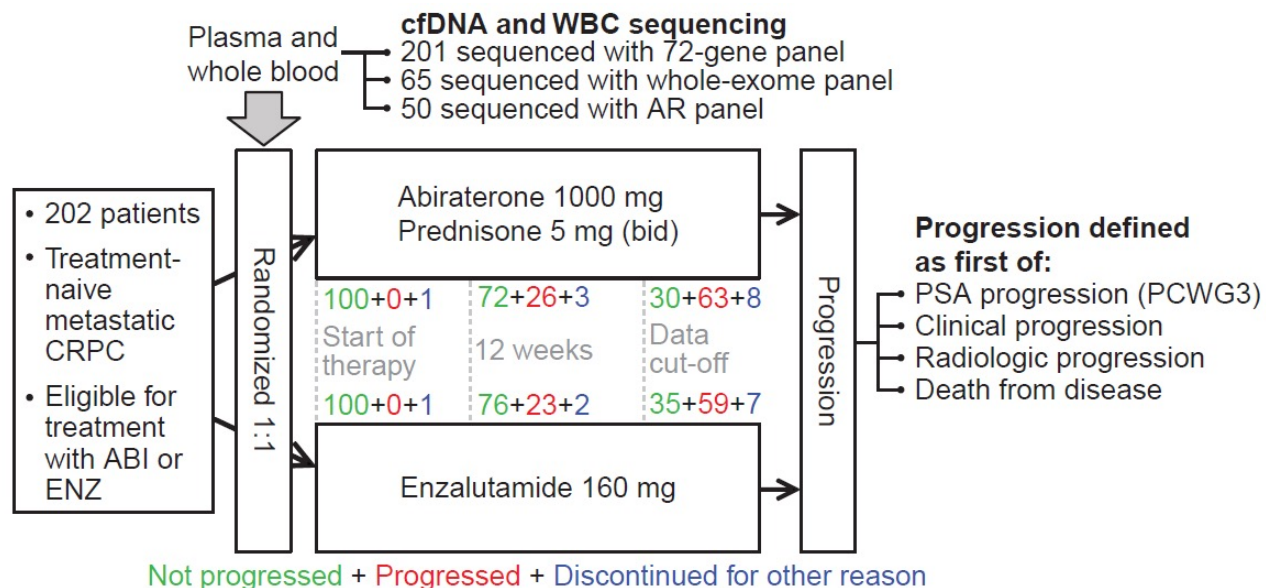 Plasma and
whole blood
cfDNA and WBC sequencing
201 sequenced with 72-gene panel
65 sequenced with whole-exome panel
50 sequenced with AR panel
• 202 patients
• Treatment-
naive
metastatic
CRPC
• Eligible for
treatment
with ABI or
ENZ
Randomized 1:1
Abiraterone 1000 mg
Prednisone 5 mg (bid)
100+0+1 72+26+3 30+63+8
Start of
therapy
12 weeks
Data
cut-off
100+0+1 76+23+2 35+59+7
Enzalutamide 160 mg
Progression
Progression defined
as first of:
PSA progression (PCWG3)
Clinical progression
Radiologic progression
Death from disease
Not progressed + Progressed + Discontinued for other reason